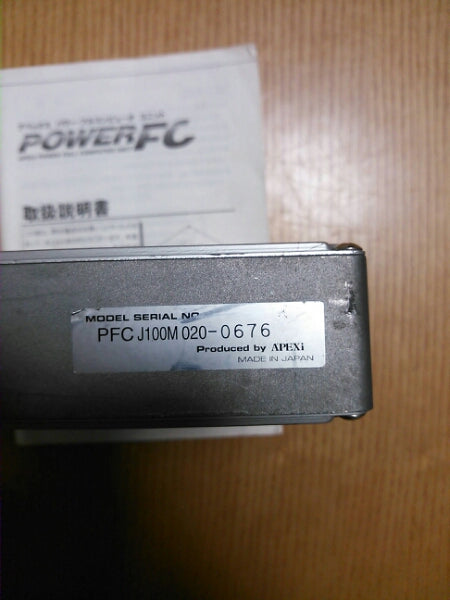 POWER FC
取扱説明書
MODEL SERIAL NO
PFC J100M 020-0676
Produced by APEXi
MADE IN JAPAN